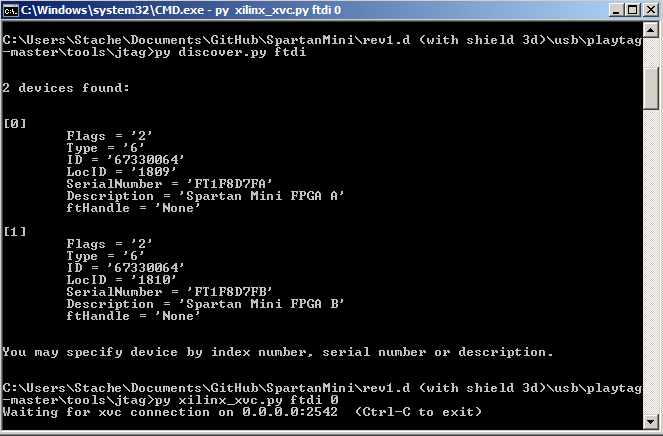 C:\Windows\system32\CMD.exe - py  xilinx_xvc.py ftdi 0
C:\Users\Stache\Documents\GitHub\SpartanMini\rev1.d (with shield 3d)\usb\playtag
-master\tools\jtag>py discover.py ftdi
2 devices found:
[0]
Flags = '2'
Type = '6'
ID = '67330064'
LocID = '1809'
SerialNumber = 'FT1F8D7FA'
Description = 'Spartan Mini FPGA A'
ftHandle = 'None'
[1]
Flags = '2'
Type = '6'
ID = '67330064'
LocID = '1810'
SerialNumber = 'FT1F8D7FB'
Description = 'Spartan Mini FPGA B'
ftHandle = 'None'
You may specify device by index number, serial number or description.
C:\Users\Stache\Documents\GitHub\SpartanMini\rev1.d (with shield 3d)\usb\playtag
-master\tools\jtag>py xilinx_xvc.py ftdi 0
Waiting for xvc connection on 0.0.0.0:2542  (Ctrl-C to exit)